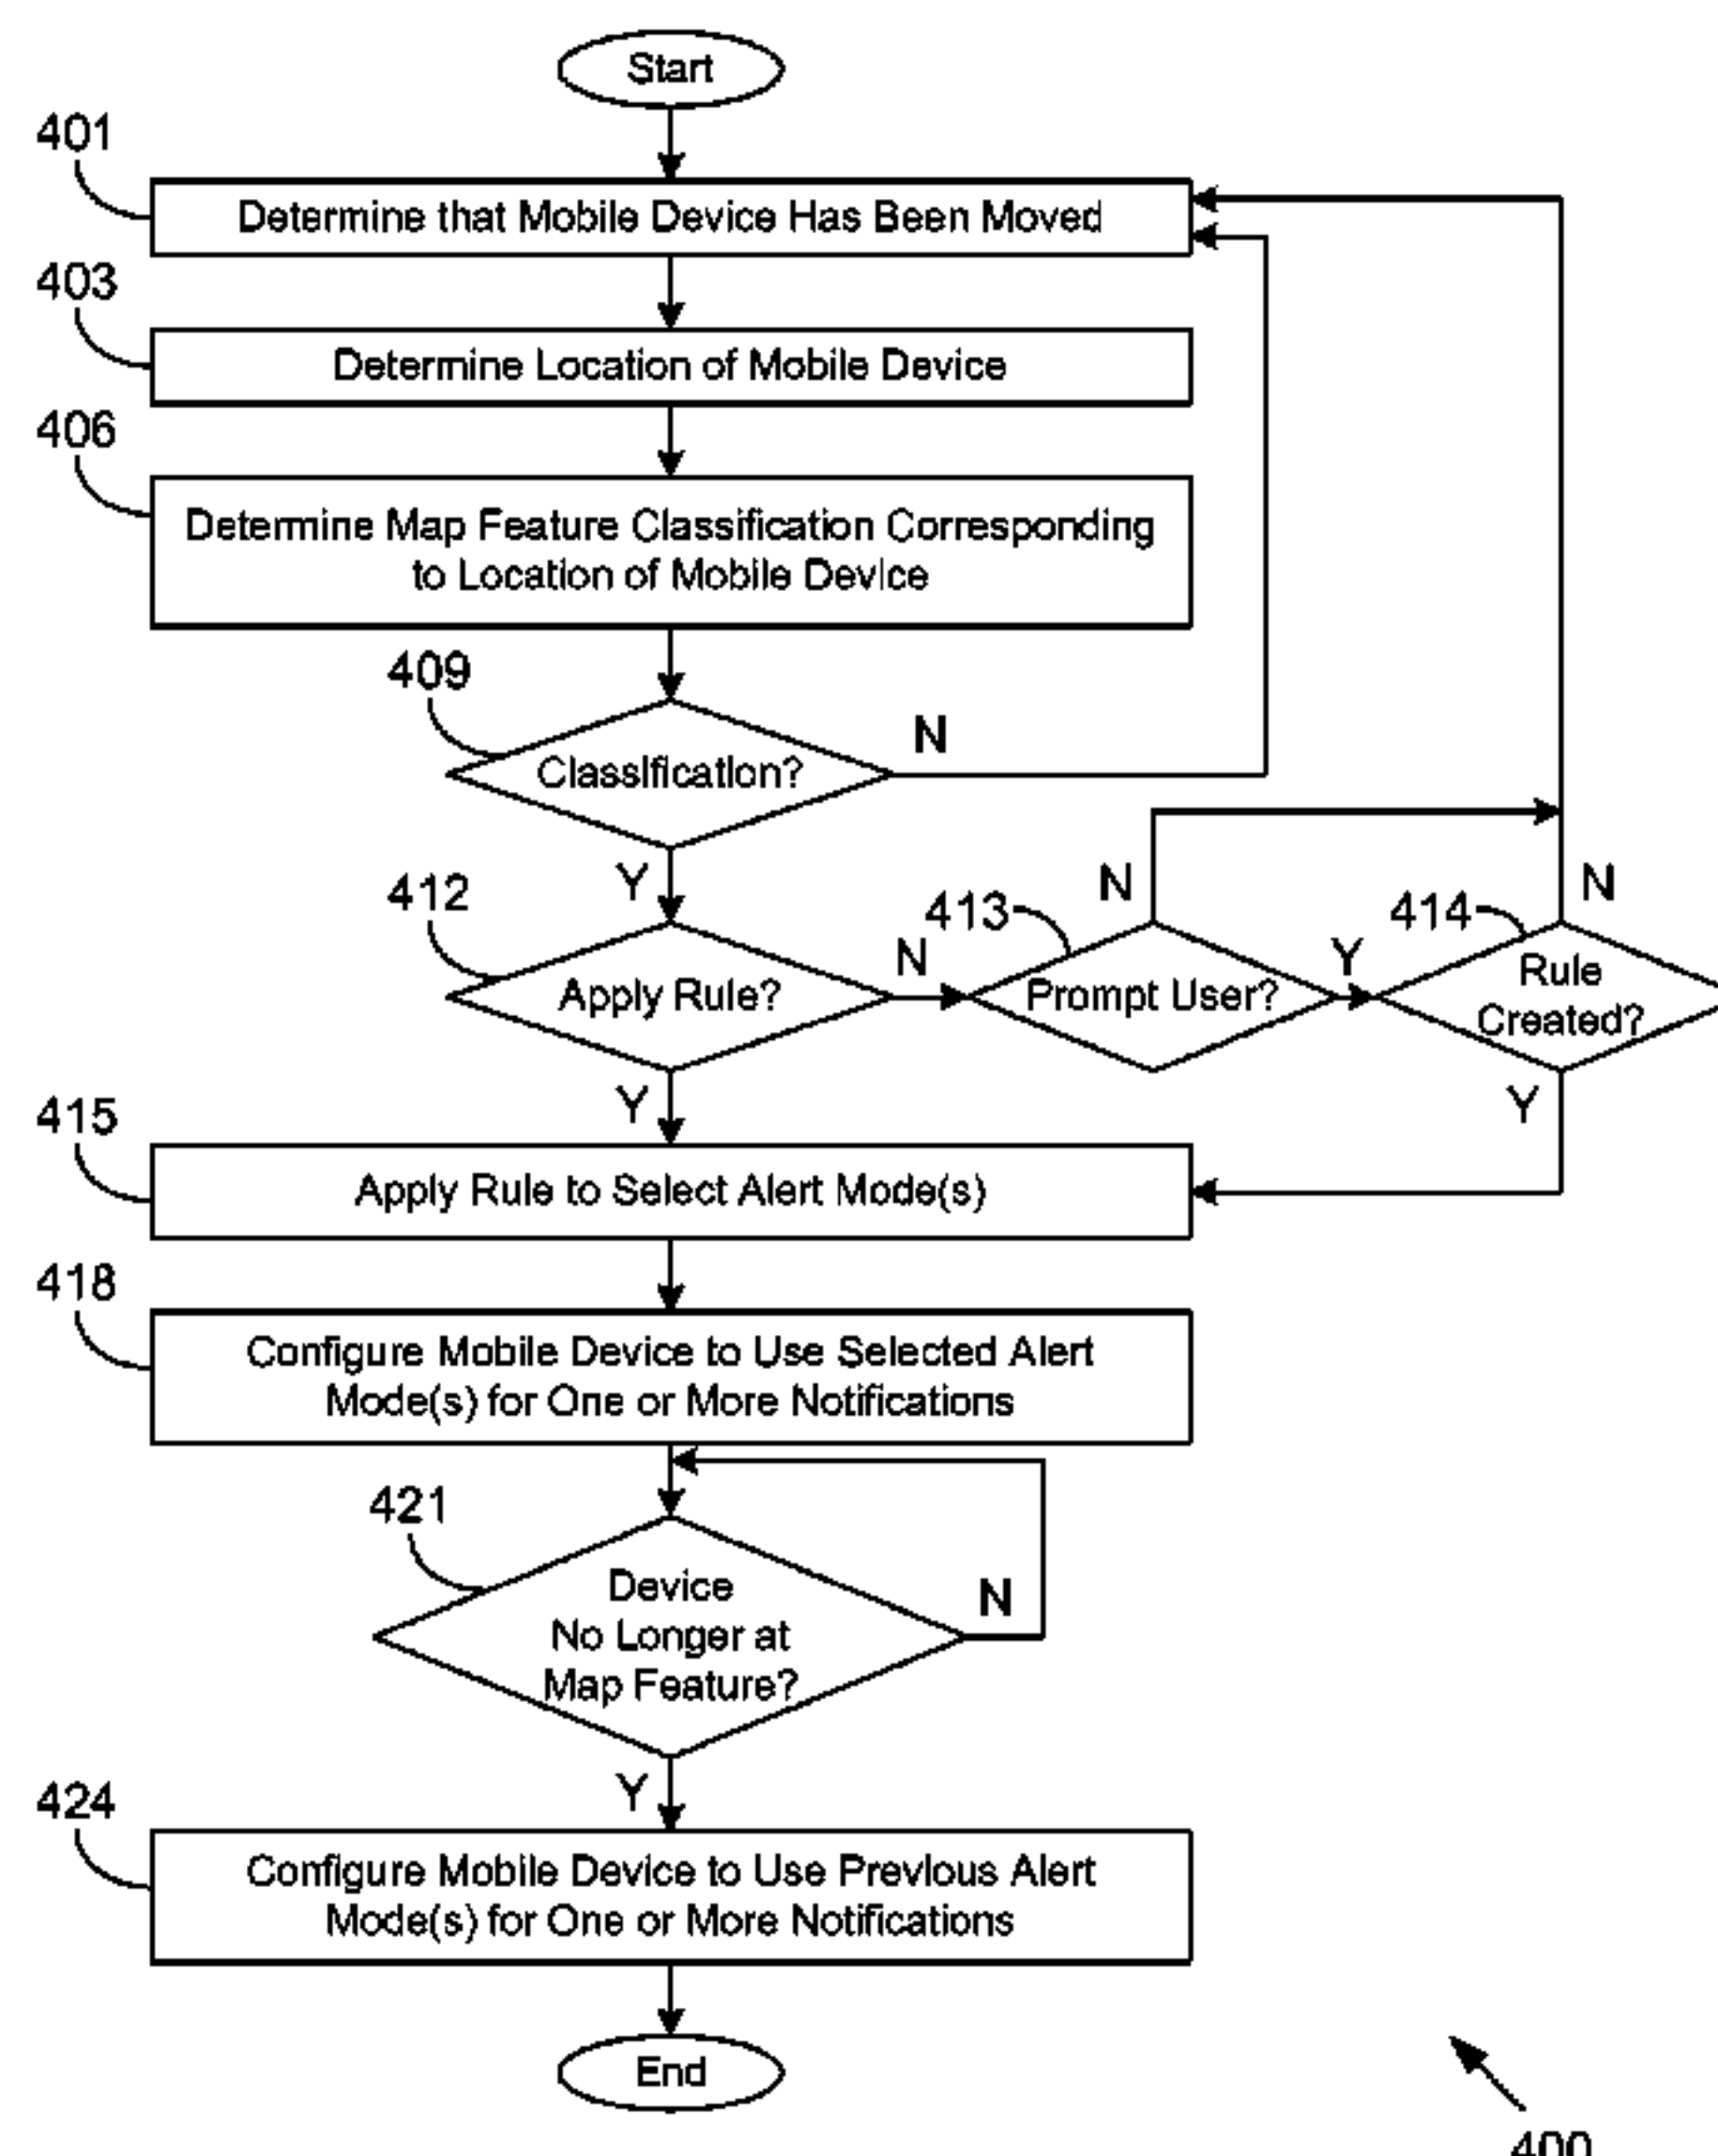 Start
401
Determine that Mobile Device Has Been Moved
403
Determine Location of Mobile Device
406
Determine Map Feature Classification Corresponding
to Location of Mobile Device
409
Classification?
N
Y
412
Apply Rule?
N
413
Prompt User?
N
Y
414
Rule
Created?
N
Y
Y
415
Apply Rule to Select Alert Mode(s)
418
Configure Mobile Device to Use Selected Alert
Mode(s) for One or More Notifications
421
Device
No Longer at
Map Feature?
N
Y
424
Configure Mobile Device to Use Previous Alert
Mode(s) for One or More Notifications
End
400